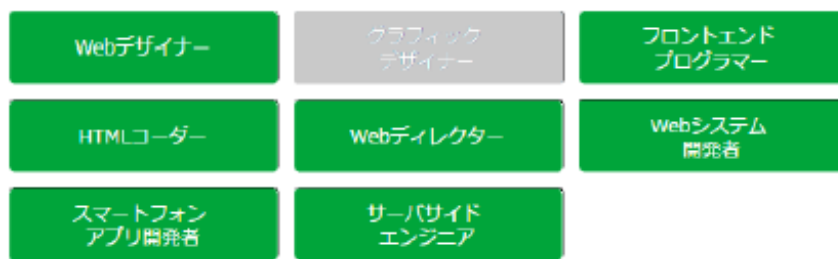 Webデザイナー
グラフィック
デザイナー
フロントエンド
プログラマー
HTMLコーダー
Webディレクター
Webシステム
開発者
スマートフォン
アプリ開発者
サーバサイド
エンジニア